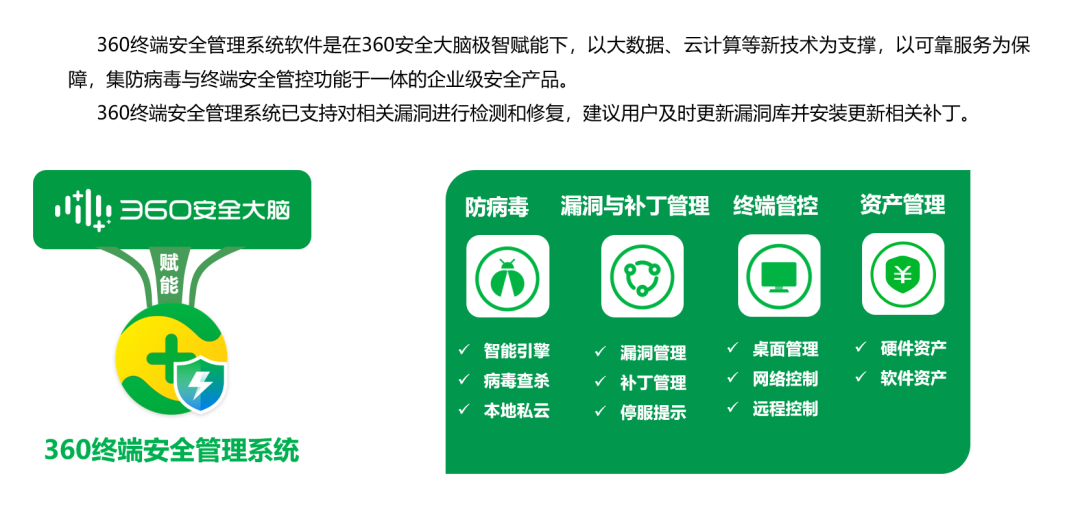 360终端安全管理系统软件是在360安全大脑极智赋能下，以大数据、云计算等新技术为支撑，以可靠服务为保
障，集防病毒与终端安全管控功能于一体的企业级安全产品。
360终端安全管理系统已支持对相关漏洞进行检测和修复，建议用户及时更新漏洞库并安装更新相关补丁。
360安全大脑
赋
能
360终端安全管理系统
防病毒
智能引擎
病毒查杀
本地私云
漏洞与补丁管理
漏洞管理
补丁管理
停服提示
终端管控
桌面管理
网络控制
远程控制
资产管理
硬件资产
软件资产